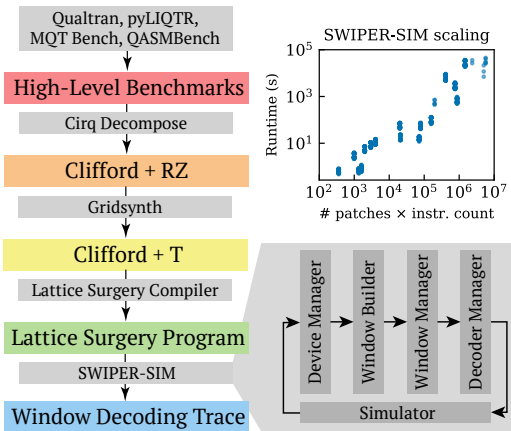 Qualtran, pyLIQTR,
MQT Bench, QASMBench
High-Level Benchmarks
Cirq Decompose
Clifford + RZ
Gridsynth
Clifford + T
Lattice Surgery Compiler
Lattice Surgery Program
SWIPER-SIM
Window Decoding Trace
SWIPER-SIM scaling
Runtime (s)
10^5
10^3
10^1
10^2 10^3 10^4 10^5 10^6 10^7
# patches × instr. count
Device Manager
Window Builder
Window Manager
Decoder Manager
Simulator